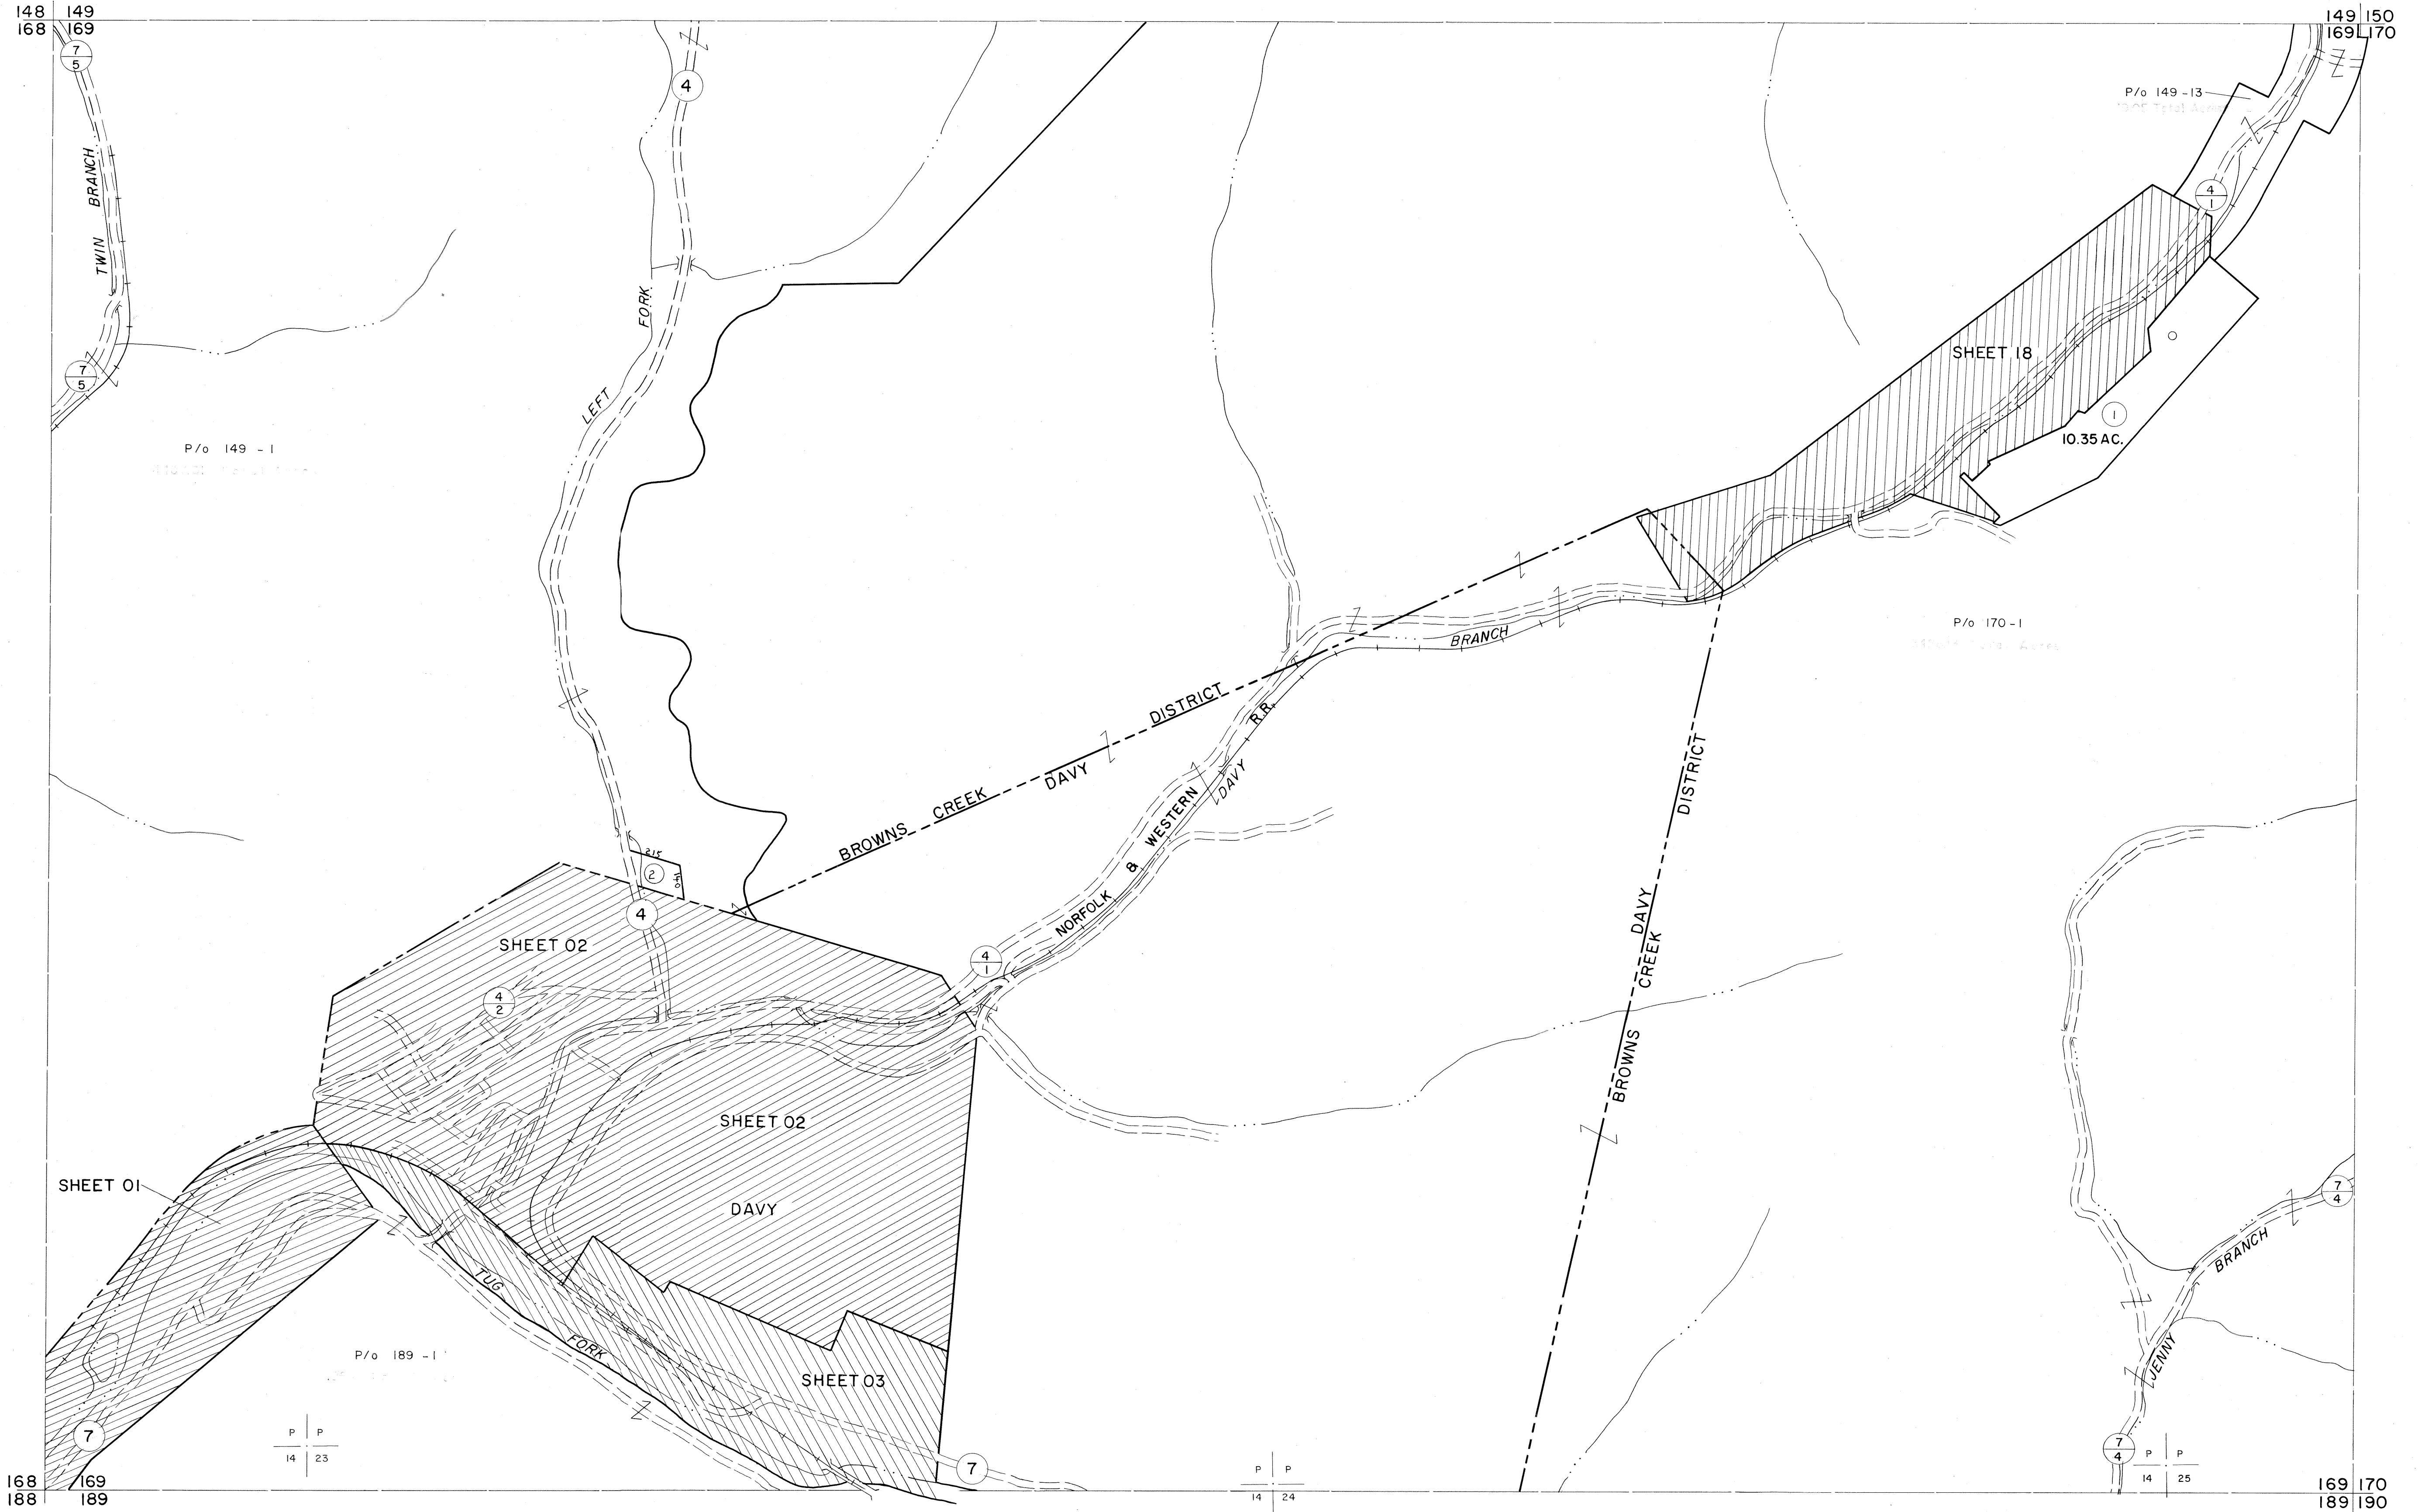 148 149
168 169
149 150
169 170
7
5
4
P/o 149-13
4
1
TWIN BRANCH
LEFT FORK
7
5
SHEET 18
1
10.35 AC.
P/o 149-1
P/o 170-1
BRANCH
DISTRICT
R.R.
DAVY
DAVY
CREEK
BROWNS
NORFOLK & WESTERN
DISTRICT
DAVY
CREEK
BROWNS
215
2
140
4
SHEET 02
4
1
4
2
SHEET 02
SHEET 01
DAVY
7
4
BRANCH
JENNY
TUG
FORK
P/o 189-1
SHEET 03
7
7
7
4
P P
14 23
P P
14 24
P P
14 25
168 169
188 189
169 170
189 190